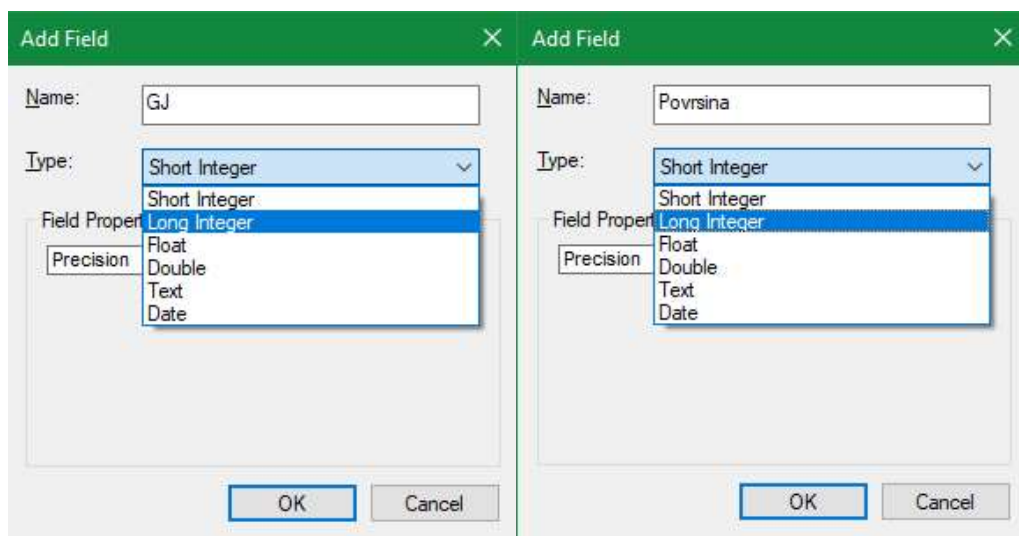 Add Field
Name: GJ
Type: Short Integer
Short Integer
Field Proper Long Integer
Float
Precision
Double
Text
Date
OK Cancel
Add Field
Name: Povrsina
Type: Short Integer
Short Integer
Field Proper Long Integer
Float
Precision
Double
Text
Date
OK Cancel